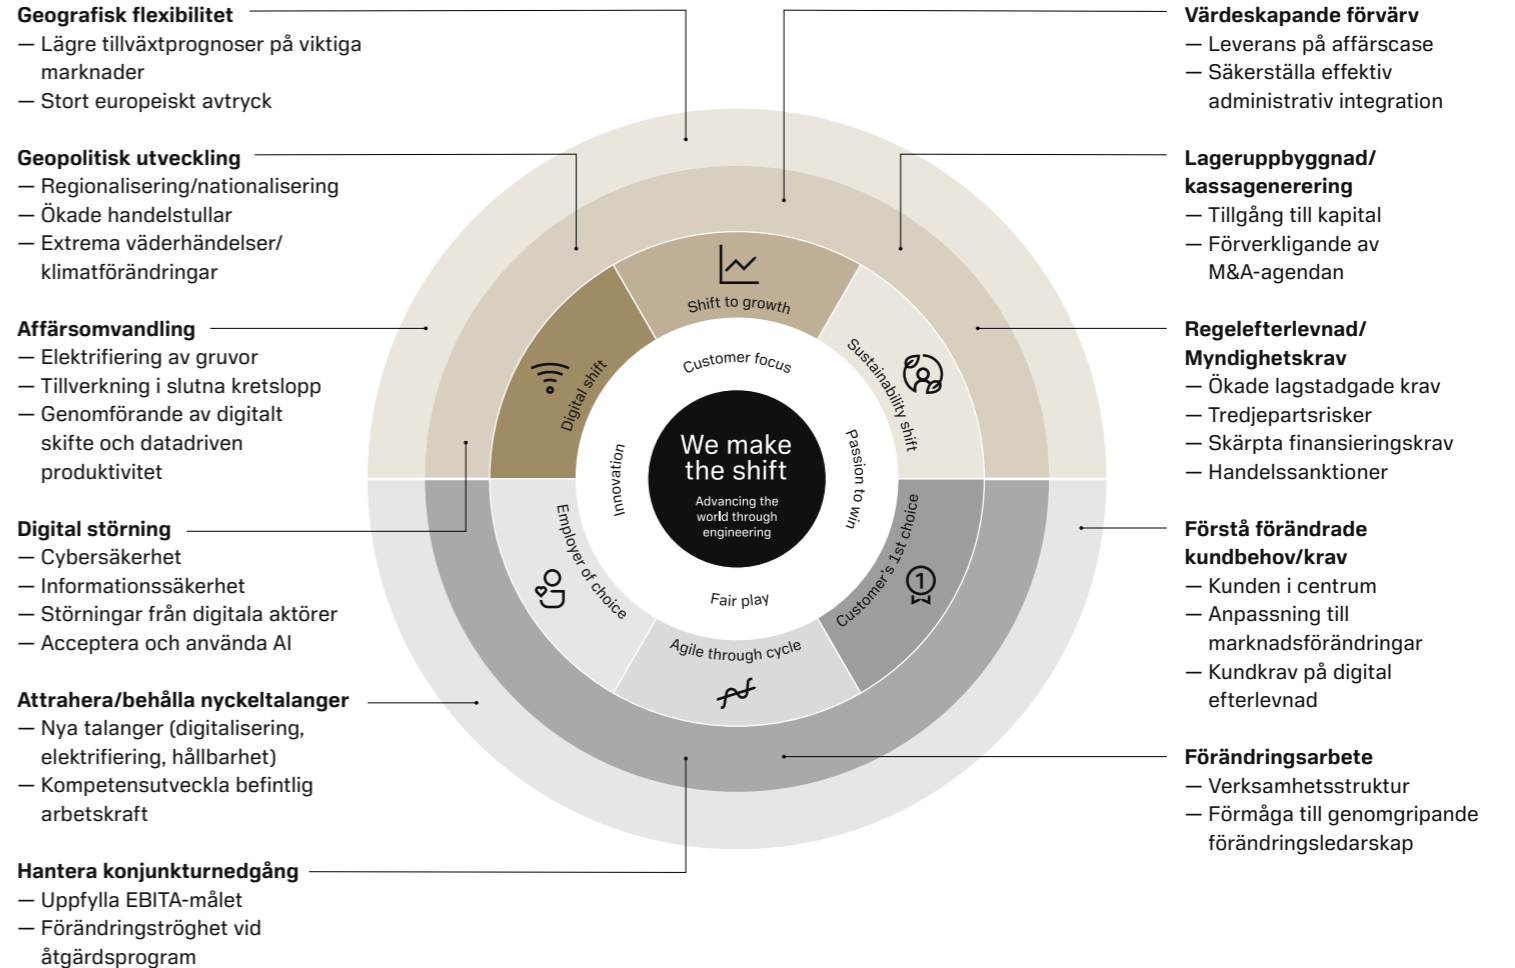 Geografisk flexibilitet
— Lägre tillväxtprognoser på viktiga
marknader
— Stort europeiskt avtryck
Geopolitisk utveckling
— Regionalisering/nationalisering
— Ökade handelstullar
— Extrema väderhändelser/
klimatförändringar
Affärsomvandling
— Elektrifiering av gruvor
— Tillverkning i slutna kretslopp
— Genomförande av digitalt
skifte och datadriven
produktivitet
Digital störning
— Cybersäkerhet
— Informationssäkerhet
— Störningar från digitala aktörer
— Acceptera och använda AI
Attrahera/behålla nyckeltalanger
— Nya talanger (digitalisering,
elektrifiering, hållbarhet)
— Kompetensutveckla befintlig
arbetskraft
Hantera konjunkturnedgång
— Uppfylla EBITA-målet
— Förändringströghet vid
åtgärdsprogram
Shift to growth
Digital shift
Sustainability shift
Customer focus
Innovation
Passion to win
Fair play
We make
the shift
Advancing the
world through
engineering
Employer of choice
Customer's 1st choice
1
Agile through cycle
Värdeskapande förvärv
— Leverans på affärscase
— Säkerställa effektiv
administrativ integration
Lageruppbyggnad/
kassagenerering
— Tillgång till kapital
— Förverkligande av
M&A-agendan
Regelefterlevnad/
Myndighetskrav
— Ökade lagstadgade krav
— Tredjepartsrisker
— Skärpta finansieringskrav
— Handelssanktioner
Förstå förändrade
kundbehov/krav
— Kunden i centrum
— Anpassning till
marknadsförändringar
— Kundkrav på digital
efterlevnad
Förändringsarbete
— Verksamhetsstruktur
— Förmåga till genomgripande
förändringsledarskap